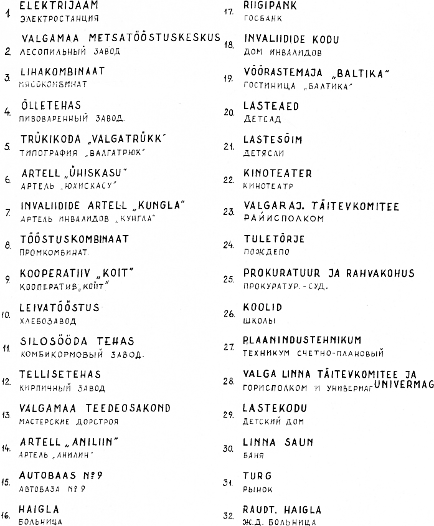 1. ELEKTRIJAAM
ЭЛЕКТРОСТАНЦИЯ
2. VALGAMAA METSATÖÖSTUSKESKUS
ЛЕСОПИЛЬНЫЙ ЗАВОД
3. LIHAKOMBINAAT
МЯСОКОМБИНАТ
4. ÕLLETEHAS
ПИВОВАРЕННЫЙ ЗАВОД.
5. TRÜKIKODA „VALGATRÜKK"
ТИПОГРАФИЯ „ВАЛГАТРЮК"
6. ARTELL „ÜHISKASU"
АРТЕЛЬ „ЮХИСКАСУ"
7. INVALIIDIDE ARTELL „KUNGLA"
АРТЕЛЬ ИНВАЛИДОВ „КУНГЛА"
8. TÖÖSTUSKOMBINAAT
ПРОМКОМБИНАТ.
9. KOOPERATIIV „KOIT"
КООПЕРАТИВ „КОЙТ"
10. LEIVATÖÖSTUS
ХЛЕБОЗАВОД
11. SILOSÖÖDA TEHAS
КОМБИКОРМОВЫЙ ЗАВОД.
12. TELLISETEHAS
КИРПИЧНЫЙ ЗАВОД
13. VALGAMAA TEEDEOSAKOND
МАСТЕРСКИЕ ДОРСТРОЯ
14. ARTELL „ANILIIN"
АРТЕЛЬ „АНИЛИН"
15. AUTOBAAS Nº 9
АВТОБАЗА № 9
16. HAIGLA
БОЛЬНИЦА
17. RIIGIPANK
ГОСБАНК
18. INVALIIDIDE KODU
ДОМ ИНВАЛИДОВ
19. VÕÕRASTEMAJA „BALTIKA"
ГОСТИНИЦА „БАЛТИКА"
20. LASTEAED
ДЕТСАД
21. LASTESÕIM
ДЕТЯСЛИ
22. KINOTEATER
КИНОТЕАТР
23. VALGARAJ. TÄITEVKOMITEE
РАЙИСПОЛКОМ
24. TULETÕRJE
ПОЖДЕПО
25. PROKURATUUR JA RAHVAKOHUS
ПРОКУРАТУР.-СУД.
26. KOOLID
ШКОЛЫ
27. PLAANINDUSTEHNIKUM
ТЕХНИКУМ СЧЕТНО-ПЛАНОВЫЙ
28. VALGA LINNA TÄITEVKOMITEE JA UNIVERMAG
ГОРИСПОЛКОМ И УНИВЕРМАГ
29. LASTEKODU
ДЕТСКИЙ ДОМ
30. LINNA SAUN
БАНЯ
31. TURG
РЫНОК
32. RAUDT. HAIGLA
Ж.Д. БОЛЬНИЦА